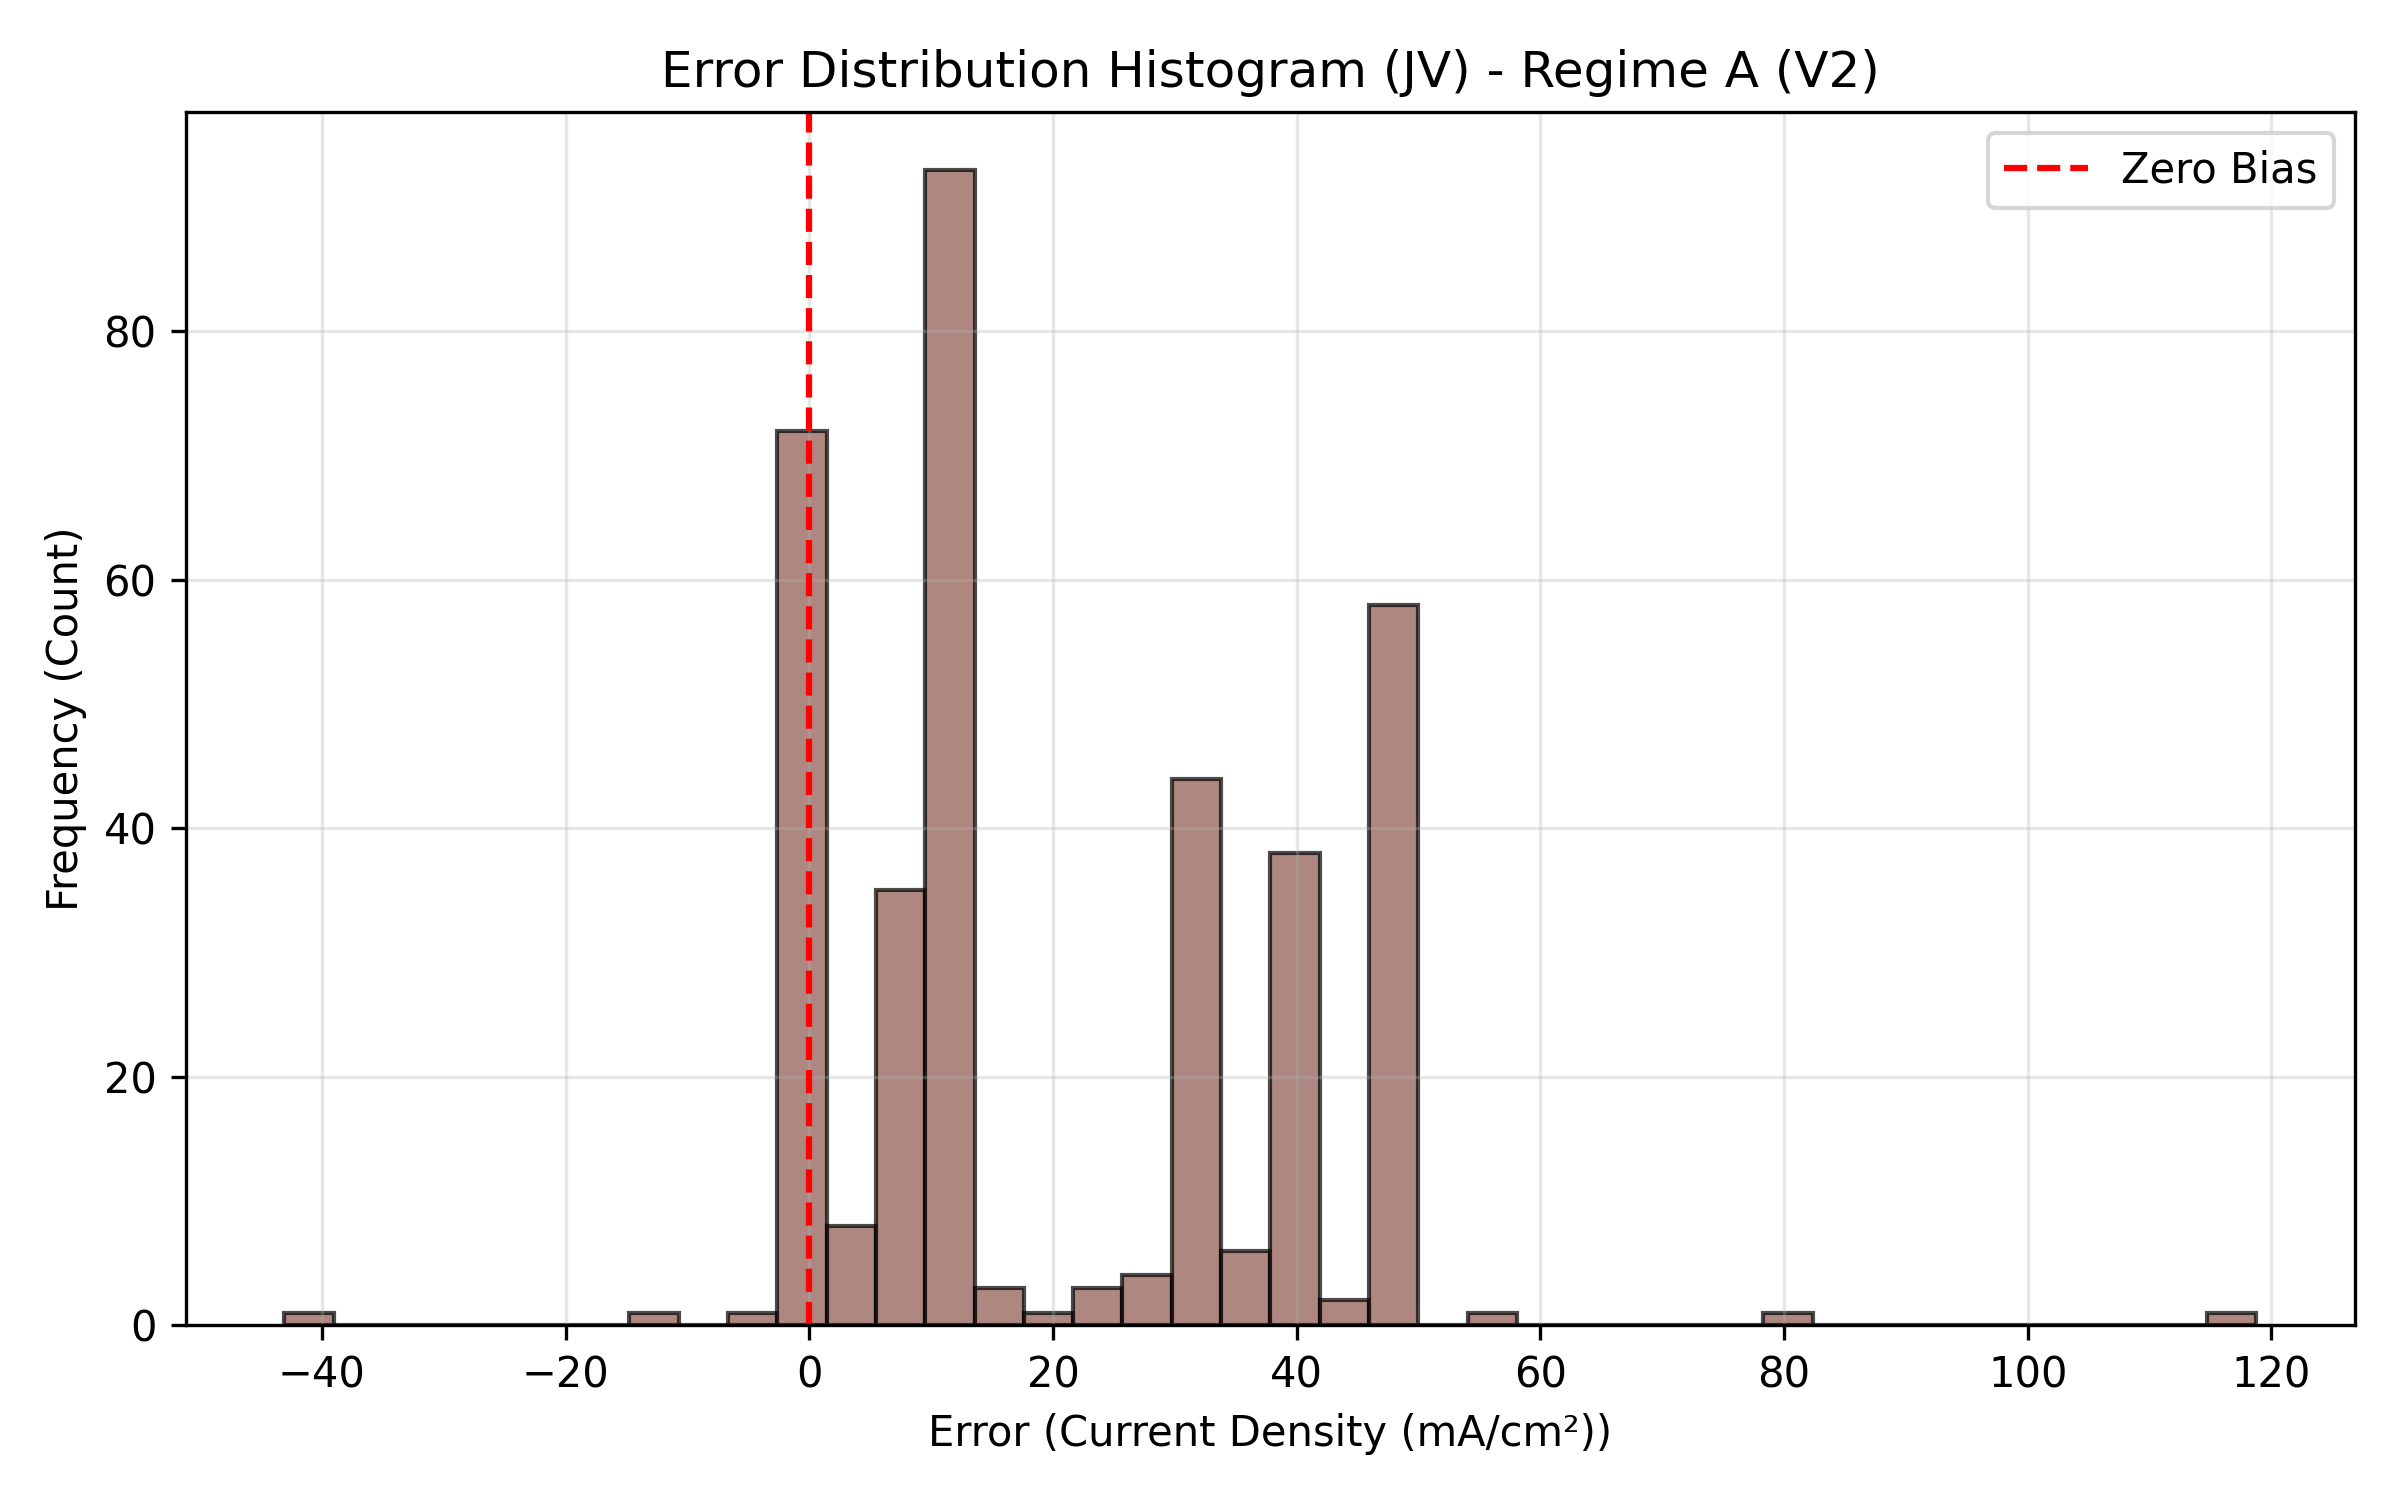 Error Distribution Histogram (JV) - Regime A (V2)
Zero Bias
Frequency (Count)
80
60
40
20
0
−40 −20 0 20 40 60 80 100 120
Error (Current Density (mA/cm²))